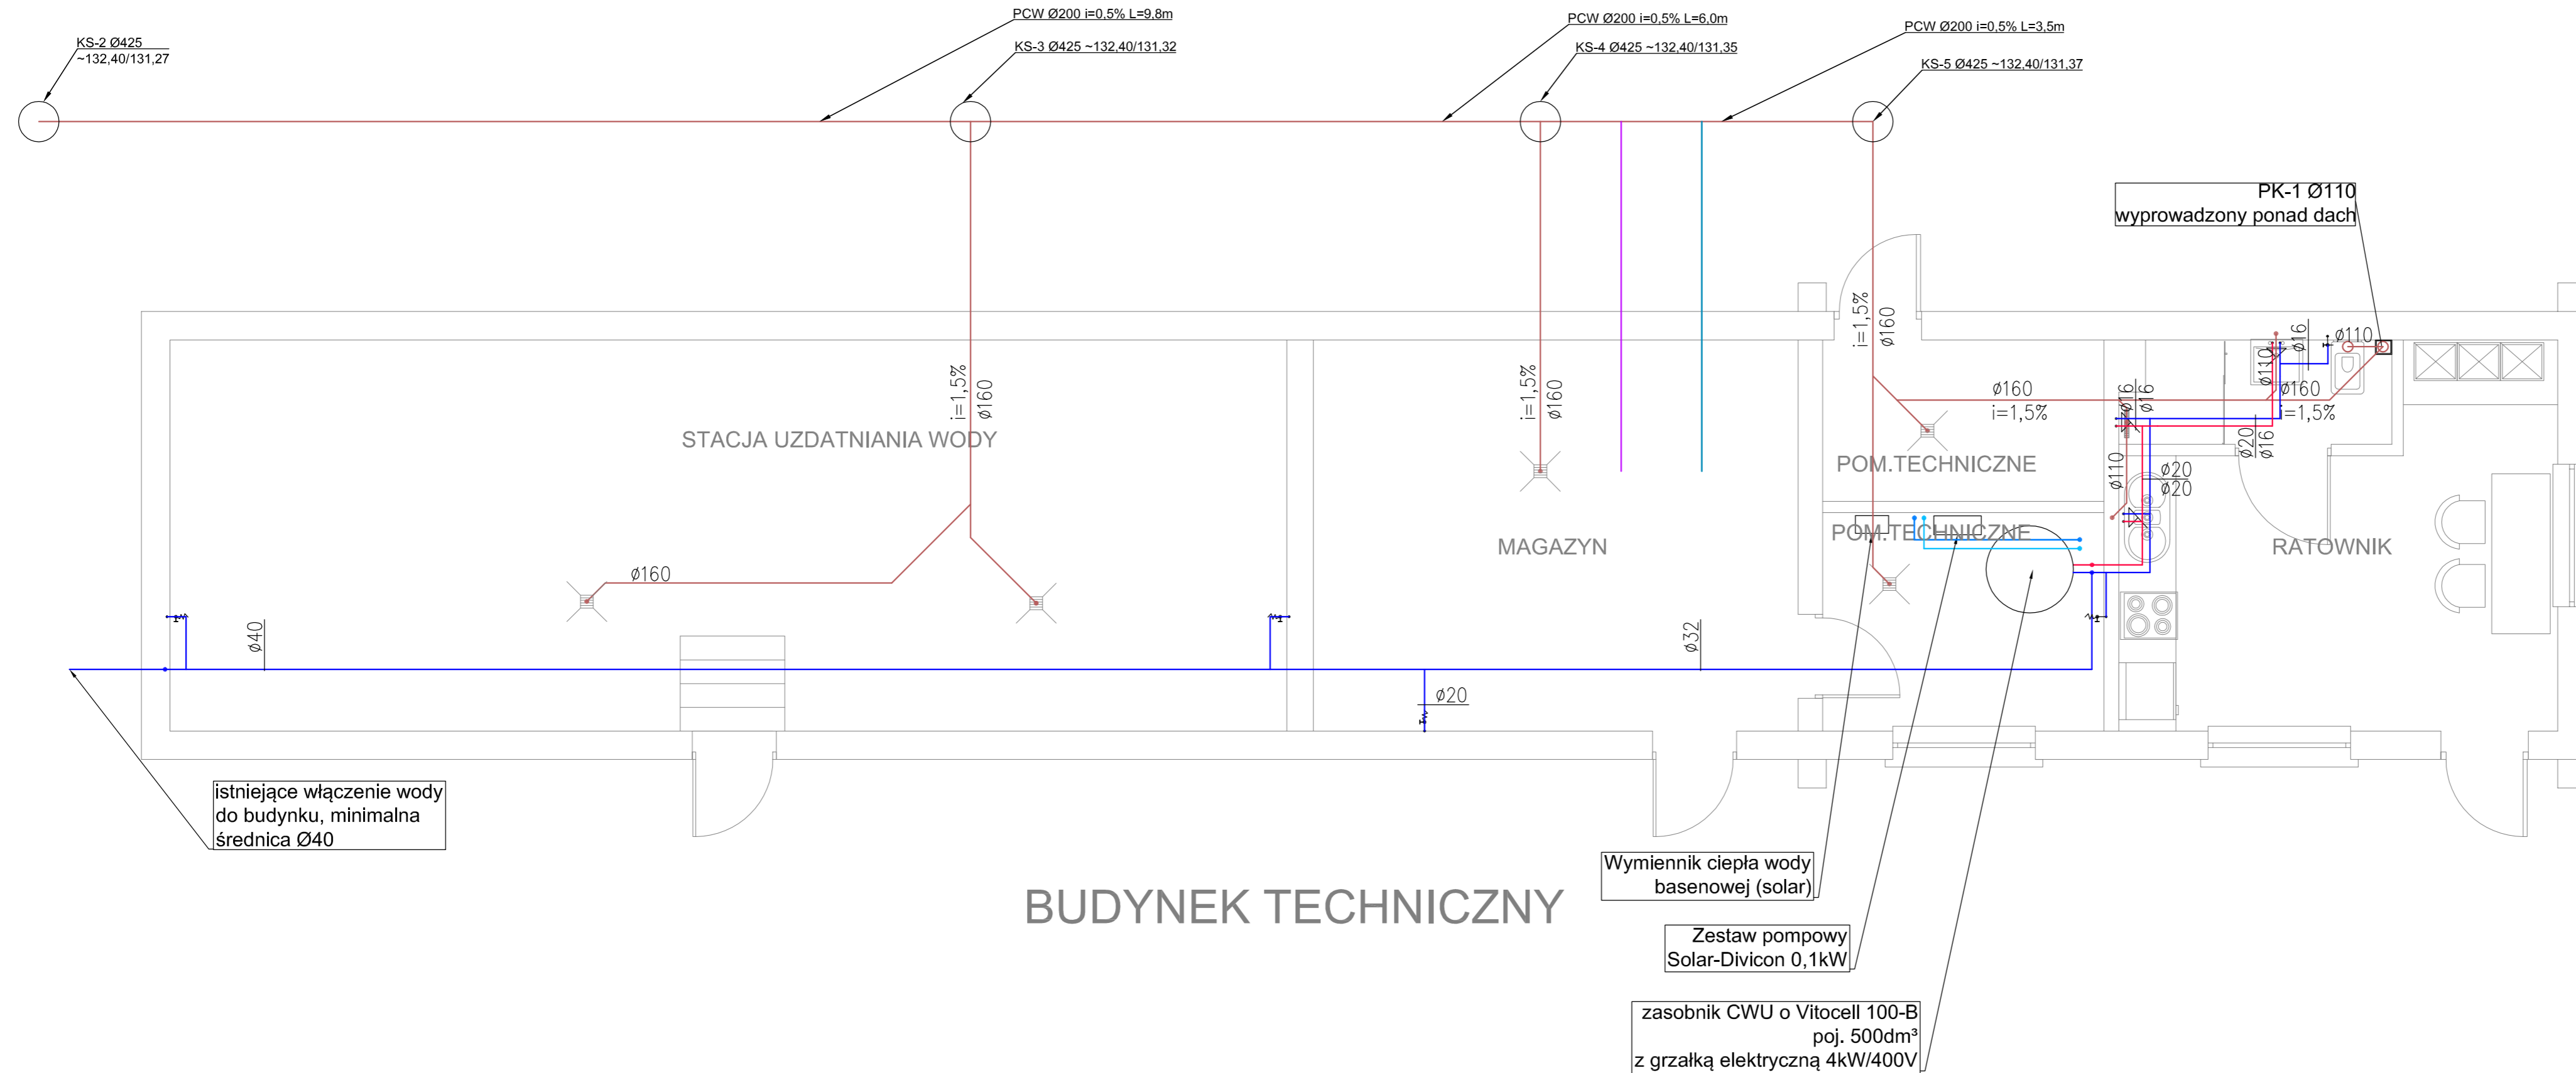 PCW Ø200 i=0,5% L=9,8m
PCW Ø200 i=0,5% L=6,0m
PCW Ø200 i=0,5% L=3,5m
KS-2 Ø425
~132,40/131,27
KS-3 Ø425 ~132,40/131,32
KS-4 Ø425 ~132,40/131,35
KS-5 Ø425 ~132,40/131,37
PK-1 Ø110
wyprowadzony ponad dach
i=1,5%
ø160
i=1,5%
ø160
i=1,5%
ø160
ø160
i=1,5%
ø110
ø16
ø110
ø160
i=1,5%
ø16
ø16
ø20
ø16
ø110
ø20
ø20
STACJA UZDATNIANIA WODY
POM.TECHNICZNE
POM.TECHNICZNE
MAGAZYN
RATOWNIK
ø160
ø40
ø32
ø20
istniejące włączenie wody
do budynku, minimalna
średnica Ø40
BUDYNEK TECHNICZNY
Wymiennik ciepła wody
basenowej (solar)
Zestaw pompowy
Solar-Divicon 0,1kW
zasobnik CWU o Vitocell 100-B
poj. 500dm³
z grzałką elektryczną 4kW/400V